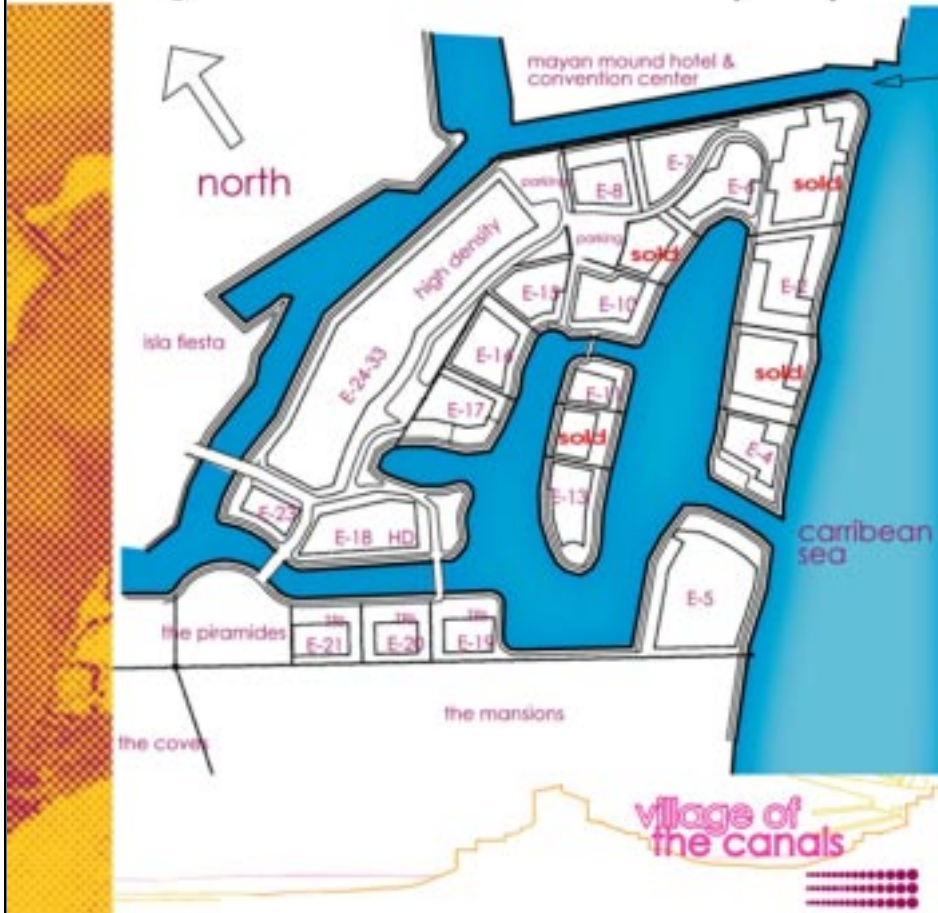 mayan mound hotel &
convention center
north
parking
E-8
E-7
E-6
sold
high density
parking
sold
E-2
E-15
E-10
isla fiesta
E-16
E-11
sold
E-24-33
E-17
sold
E-4
E-13
E-23
E-18 HD
carribean
sea
E-5
the piramides
E-21
E-20
E-19
the mansions
the coves
village of
the canals